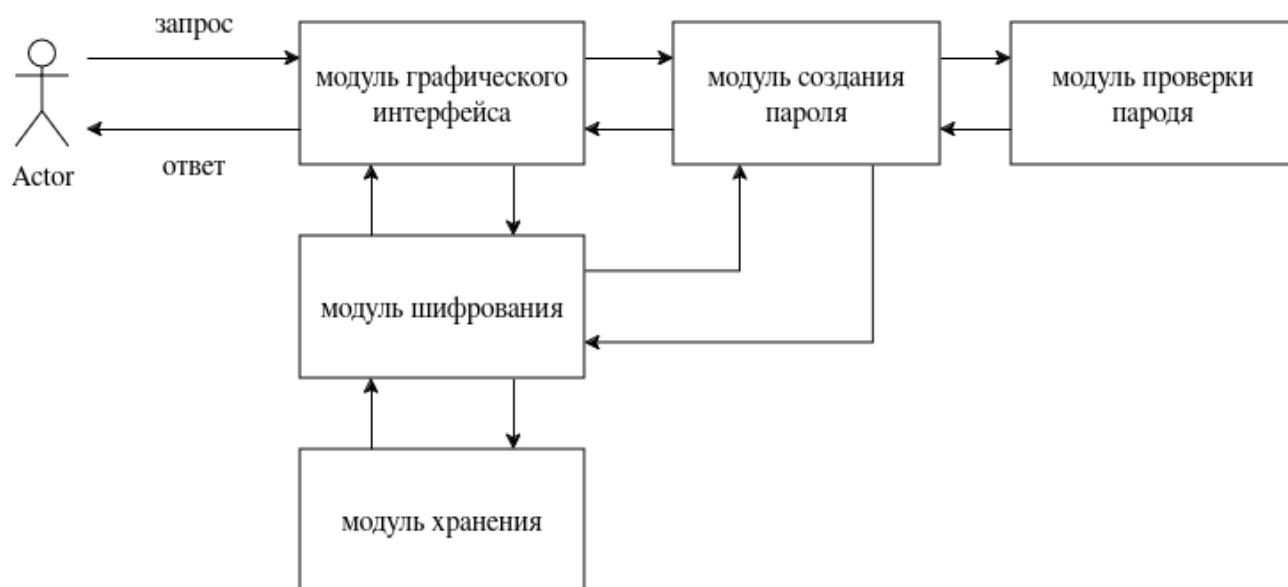 запрос
модуль графического
интерфейса
модуль создания
пароля
модуль проверки
пародя
ответ
Actor
модуль шифрования
модуль хранения